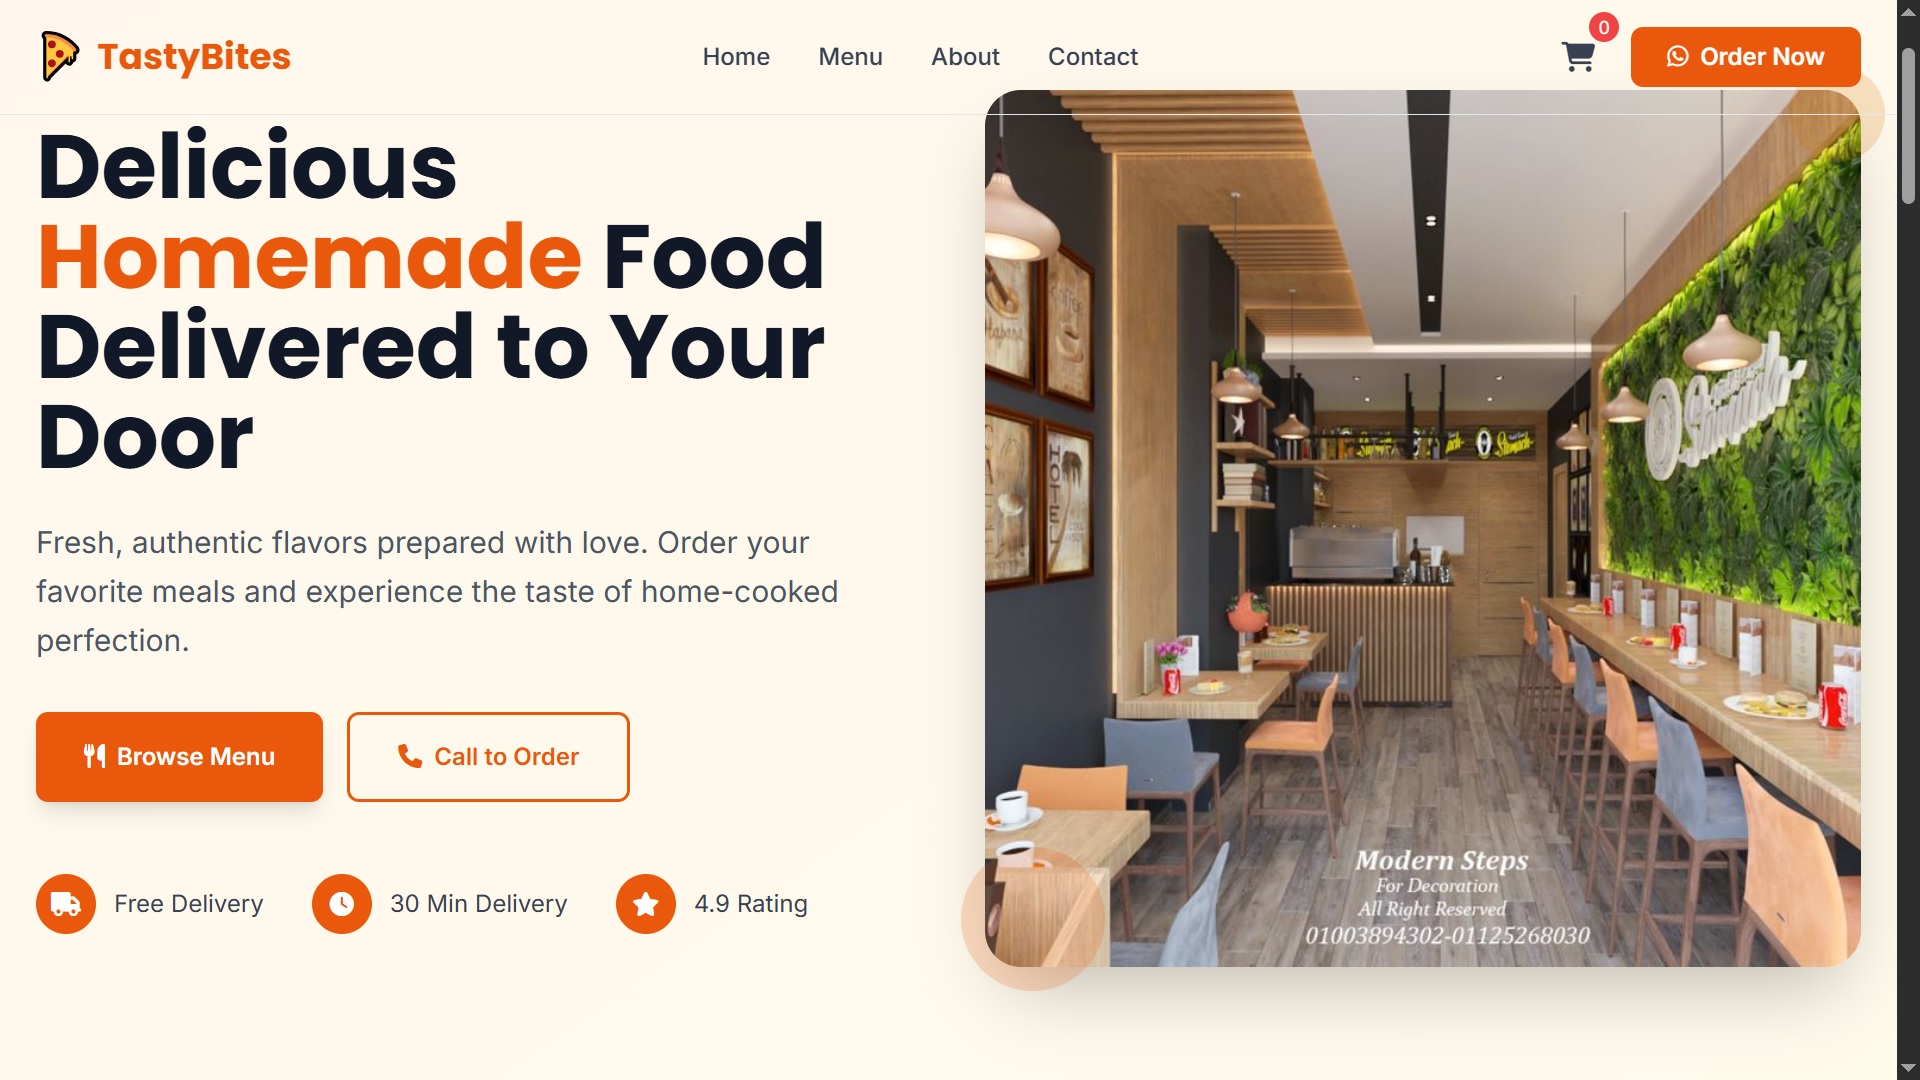 TastyBites
Home
Menu
About
Contact
0
Order Now
Delicious
Homemade Food
Delivered to Your
Door
Fresh, authentic flavors prepared with love. Order your
favorite meals and experience the taste of home-cooked
perfection.
Browse Menu
Call to Order
Free Delivery
30 Min Delivery
4.9 Rating
HOTEL
Stomach
Modern Steps
For Decoration
All Right Reserved
01003894302-01125268030